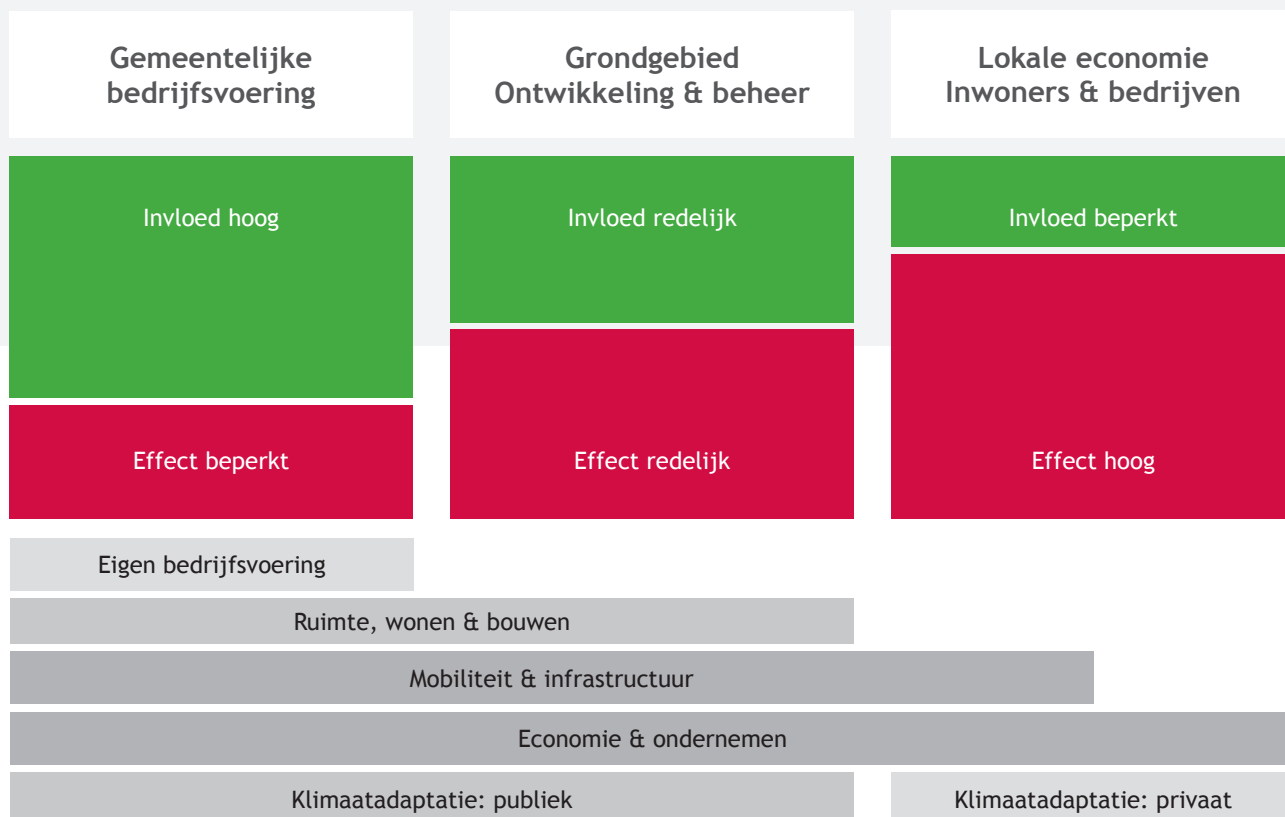 Gemeentelijke
bedrijfsvoering
Grondgebied
Ontwikkeling & beheer
Lokale economie
Inwoners & bedrijven
Invloed hoog
Invloed redelijk
Invloed beperkt
Effect beperkt
Effect redelijk
Effect hoog
Eigen bedrijfsvoering
Ruimte, wonen & bouwen
Mobiliteit & infrastructuur
Economie & ondernemen
Klimaatadaptatie: publiek
Klimaatadaptatie: privaat